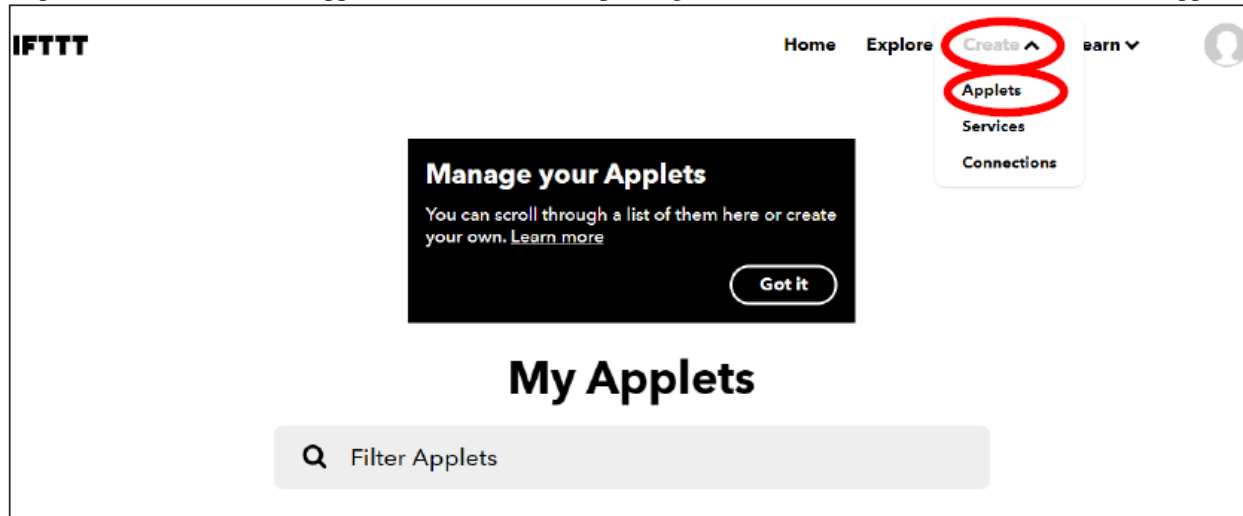 IFTTT
Home Explore Create earn
Applets
Services
Connections
Manage your Applets
You can scroll through a list of them here or create
your own. Learn more
Got it
My Applets
Filter Applets